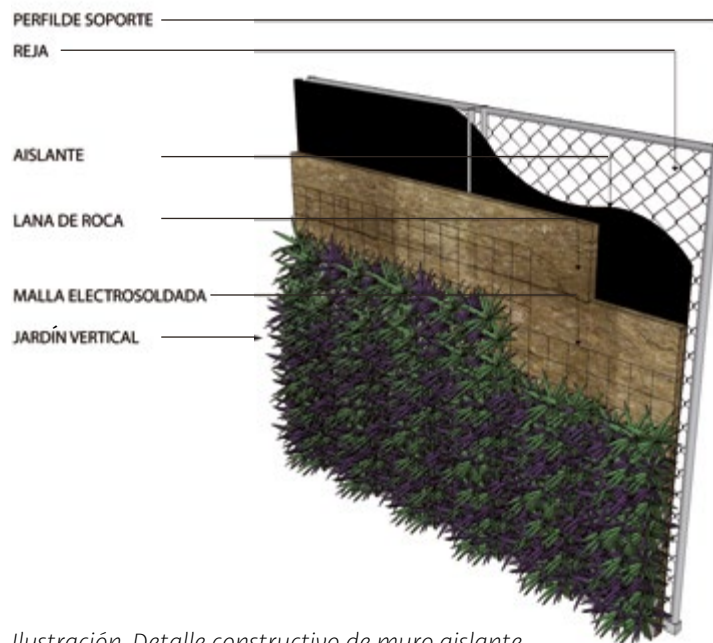 PERFILDE SOPORTE
REJA
AISLANTE
LANA DE ROCA
MALLA ELECTROSOLDADA
JARDÍN VERTICAL
Ilustración. Detalle constructivo de muro aislante